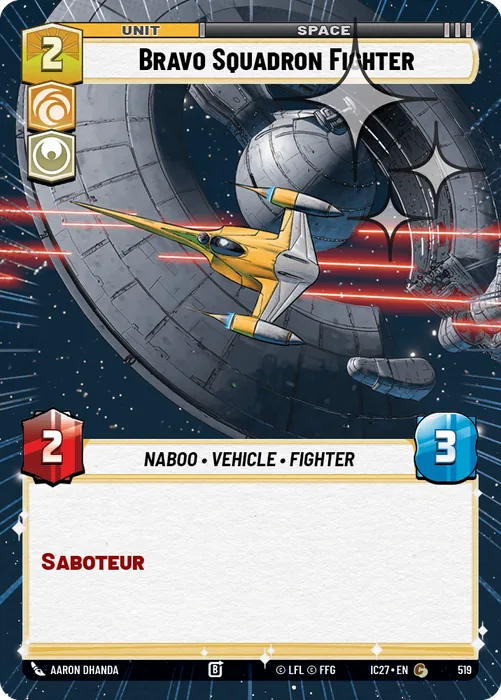 UNIT
SPACE
2
BRAVO SQUADRON FIGHTER
2
NABOO • VEHICLE • FIGHTER
3
SABOTEUR
AARON DHANDA
B
© LFL © FFG
IC27 • EN
C
519